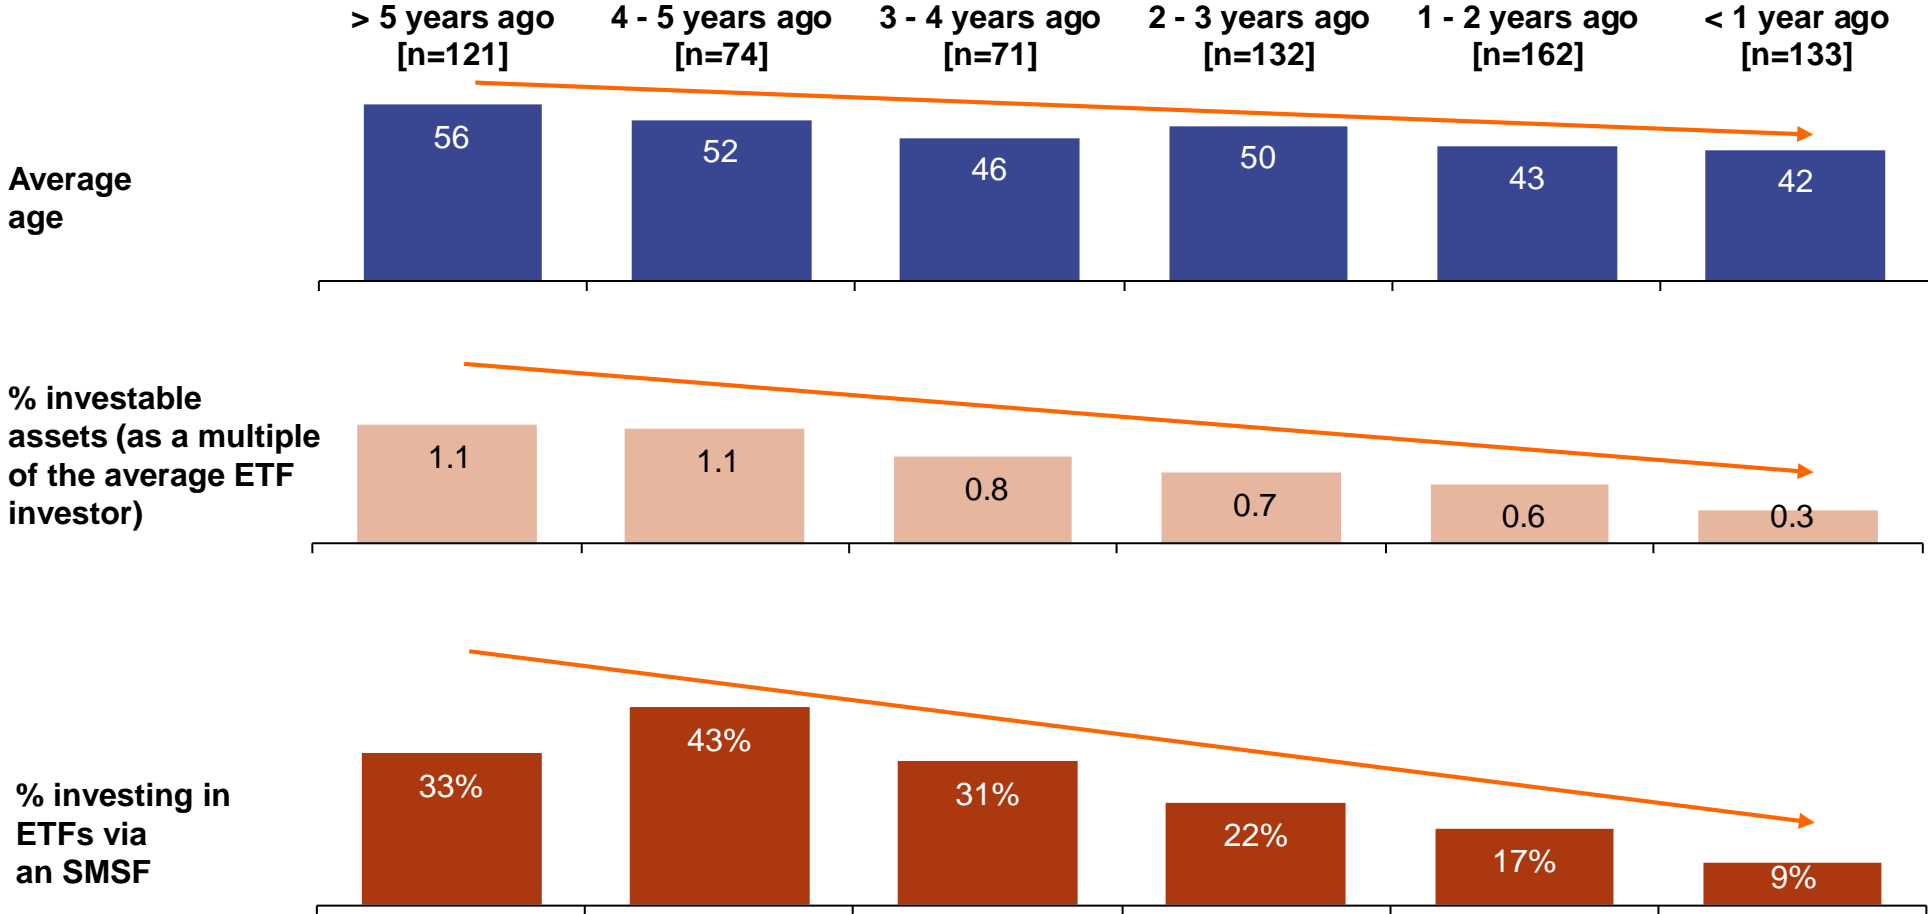 > 5 years ago 4 - 5 years ago 3 - 4 years ago 2 - 3 years ago 1 - 2 years ago < 1 year ago
[n=121] [n=74] [n=71] [n=132] [n=162] [n=133]
Average
age
56 52 46 50 43 42
% investable
assets (as a multiple
of the average ETF
investor)
1.1 1.1 0.8 0.7 0.6 0.3
% investing in
ETFs via
an SMSF
33% 43% 31% 22% 17% 9%